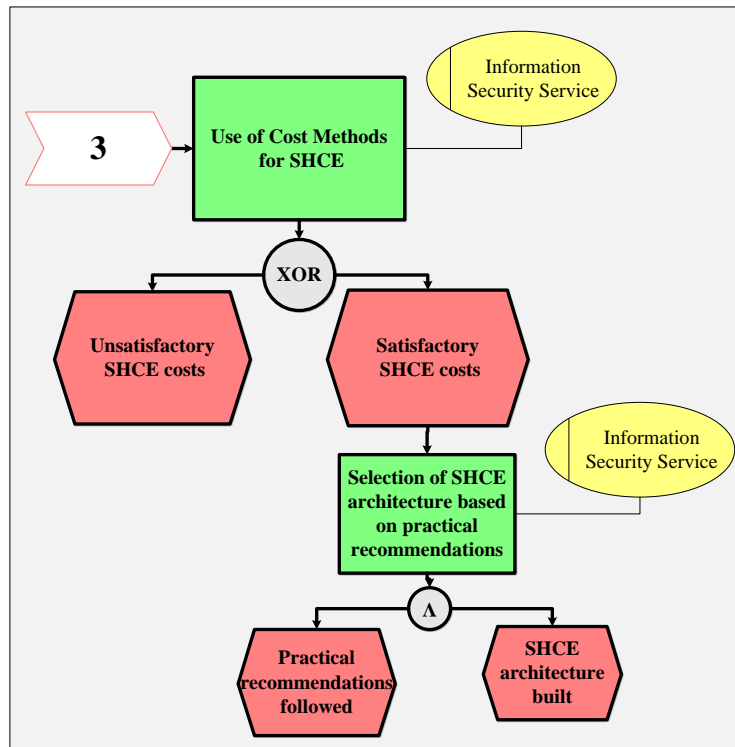 Information
Security Service
3
Use of Cost Methods
for SHCE
XOR
Unsatisfactory
SHCE costs
Satisfactory
SHCE costs
Information
Security Service
Selection of SHCE
architecture based
on practical
recommendations
Λ
Practical
recommendations
followed
SHCE
architecture
built